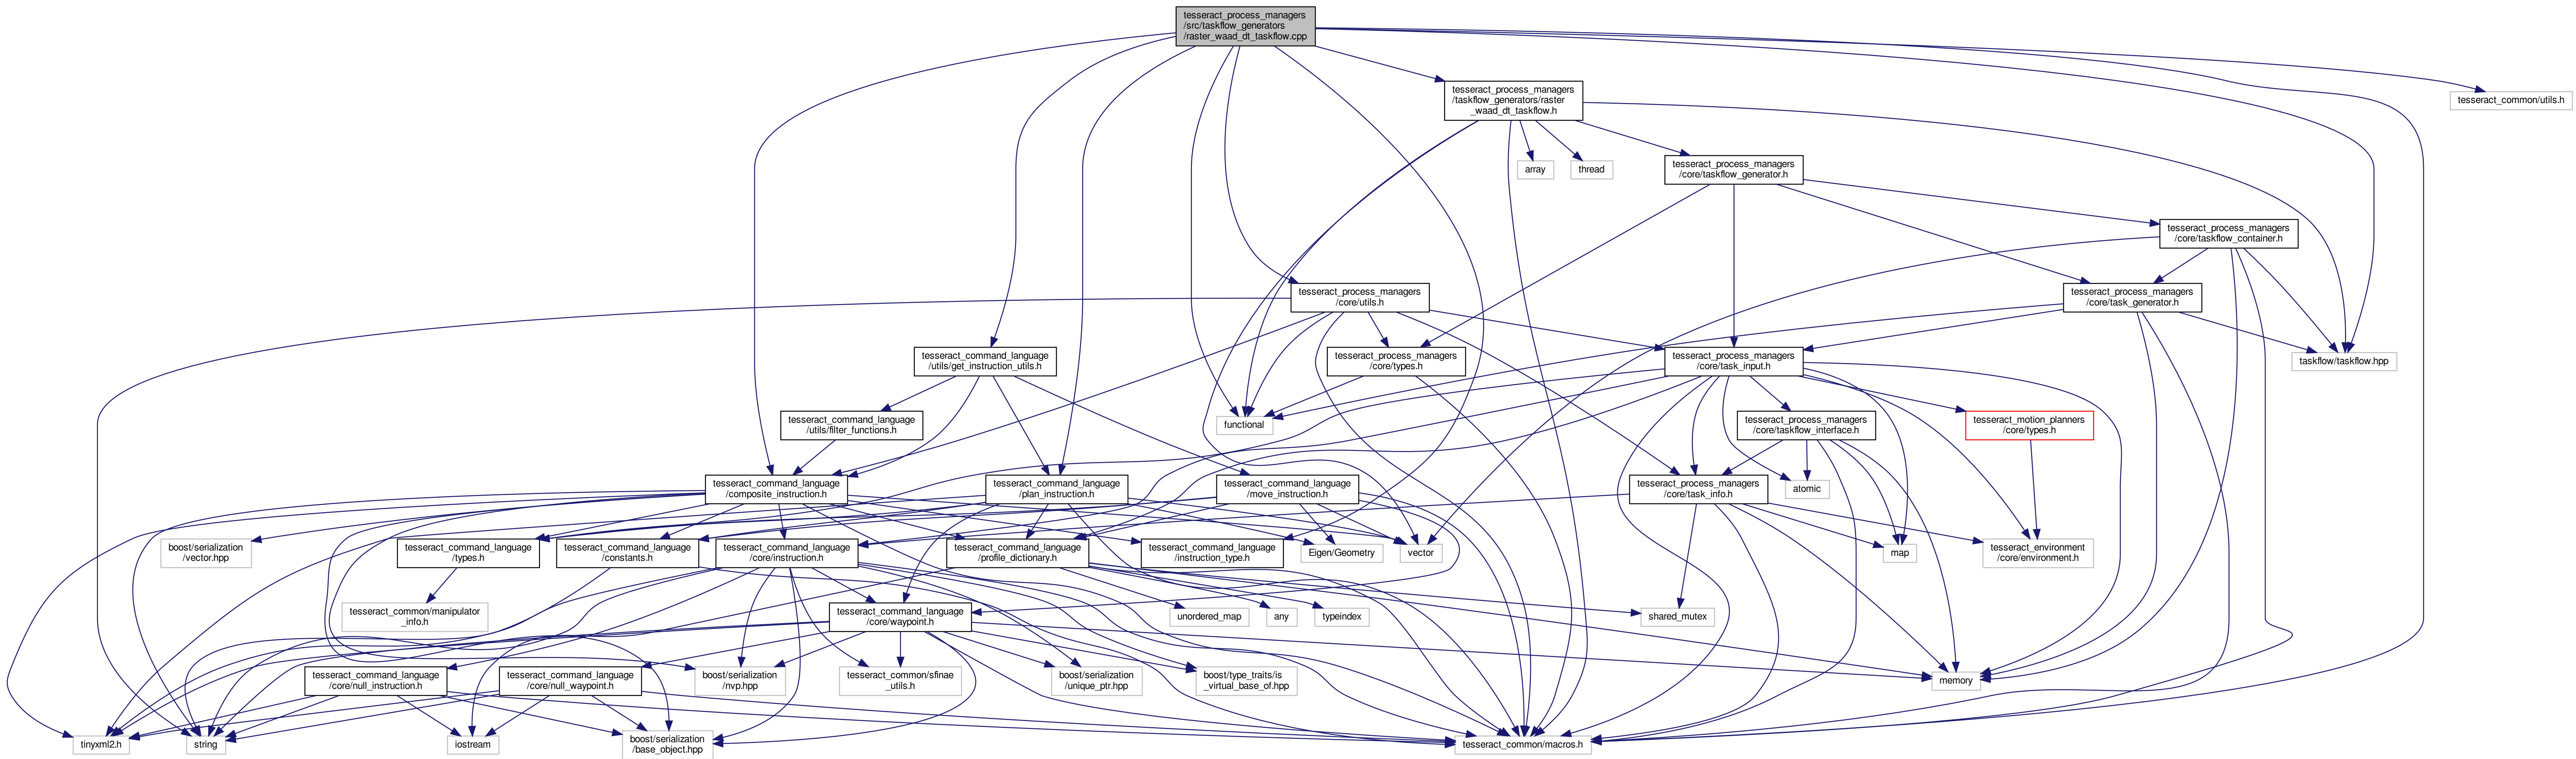 tesseract_process_managers
/src/taskflow_generators
/raster_waad_dt_taskflow.cpp
tesseract_process_managers
/taskflow_generators/raster
_waad_dt_taskflow.h
tesseract_common/utils.h
array
thread
tesseract_process_managers
/core/taskflow_generator.h
tesseract_process_managers
/core/taskflow_container.h
tesseract_process_managers
/core/utils.h
tesseract_process_managers
/core/task_generator.h
tesseract_command_language
/utils/get_instruction_utils.h
tesseract_process_managers
/core/types.h
tesseract_process_managers
/core/task_input.h
taskflow/taskflow.hpp
tesseract_command_language
/utils/filter_functions.h
functional
tesseract_process_managers
/core/taskflow_interface.h
tesseract_motion_planners
/core/types.h
tesseract_command_language
/composite_instruction.h
tesseract_command_language
/plan_instruction.h
tesseract_command_language
/move_instruction.h
tesseract_process_managers
/core/task_info.h
atomic
boost/serialization
/vector.hpp
tesseract_command_language
/types.h
tesseract_command_language
/constants.h
tesseract_command_language
/core/instruction.h
tesseract_command_language
/profile_dictionary.h
tesseract_command_language
/instruction_type.h
Eigen/Geometry
vector
map
tesseract_environment
/core/environment.h
tesseract_common/manipulator
_info.h
tesseract_command_language
/core/waypoint.h
unordered_map
any
typeindex
shared_mutex
tesseract_command_language
/core/null_instruction.h
tesseract_command_language
/core/null_waypoint.h
boost/serialization
/nvp.hpp
tesseract_common/sfinae
_utils.h
boost/serialization
/unique_ptr.hpp
boost/type_traits/is
_virtual_base_of.hpp
memory
tinyxml2.h
string
iostream
boost/serialization
/base_object.hpp
tesseract_common/macros.h